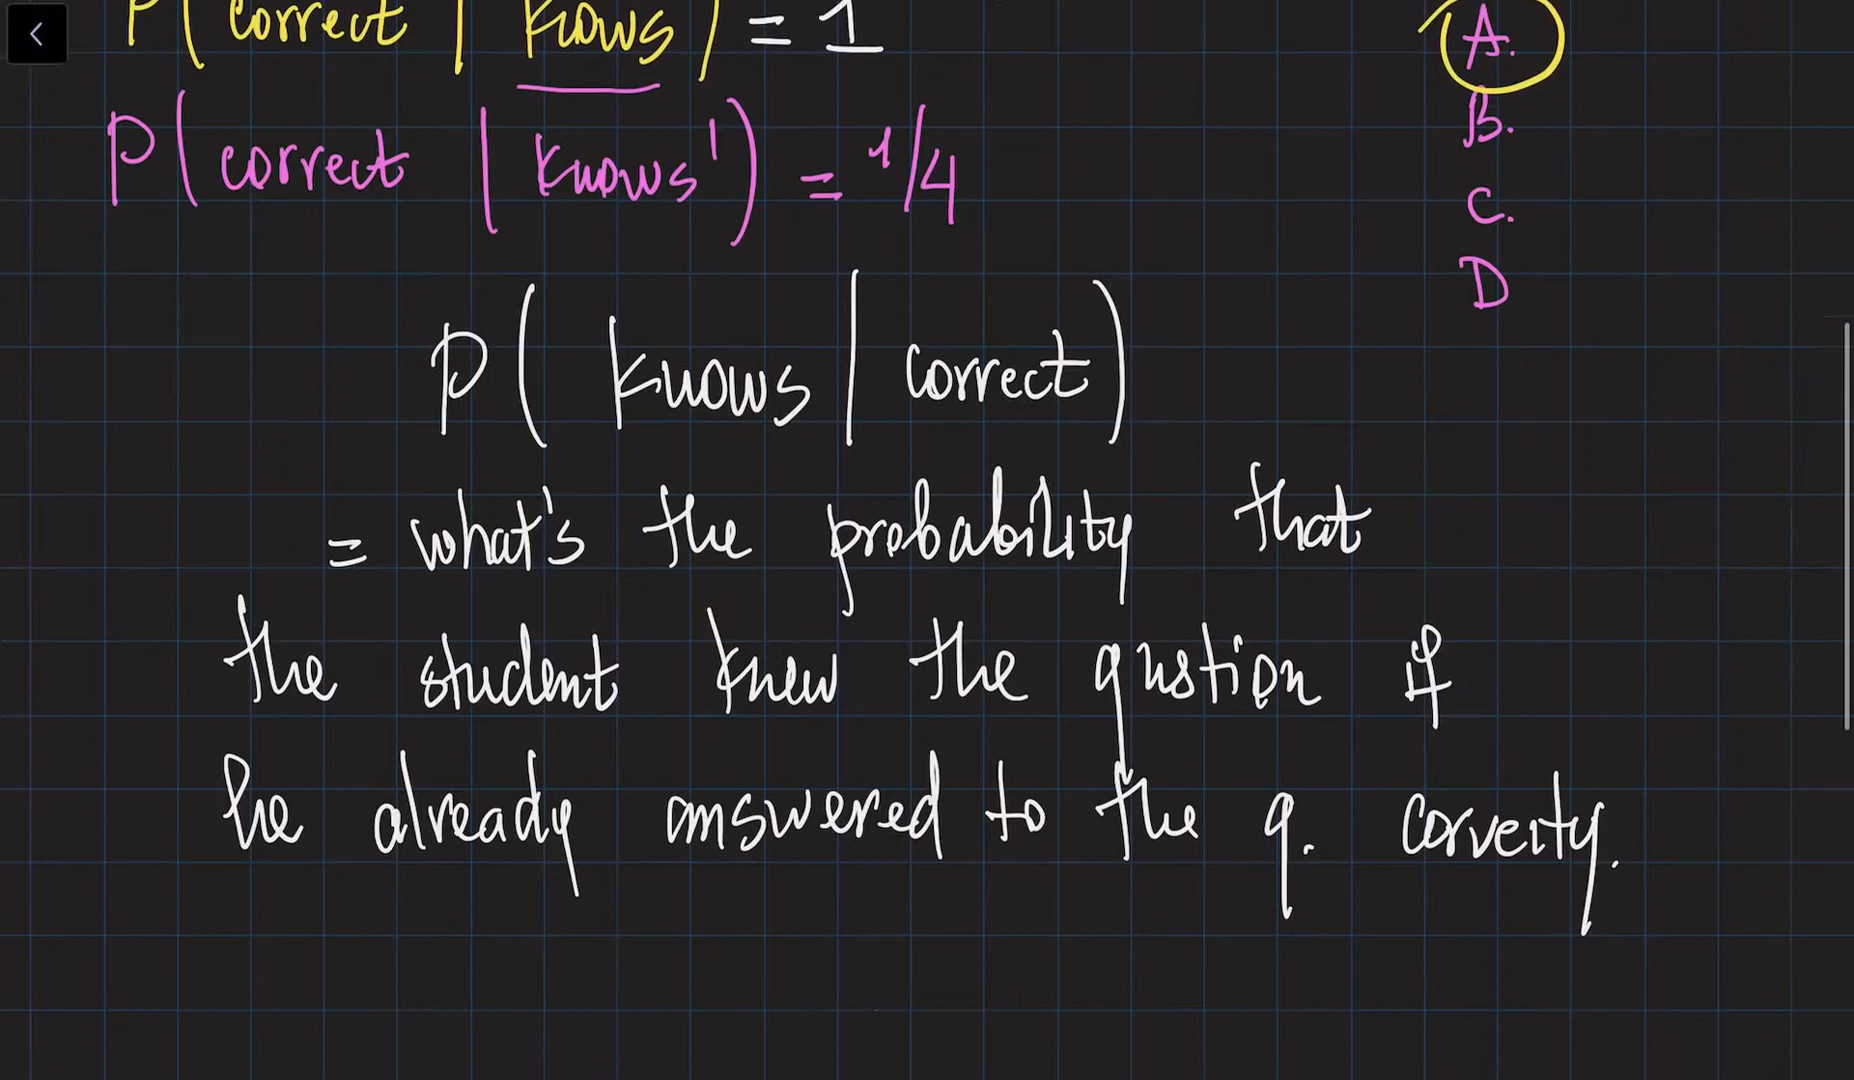 P( correct | knows ) = 1
A.
B.
P( correct | knows' ) = 1/4
C.
D
P( knows | correct )
= what's the probability that
the student knew the qustion if
he already answered to the q. correctly.